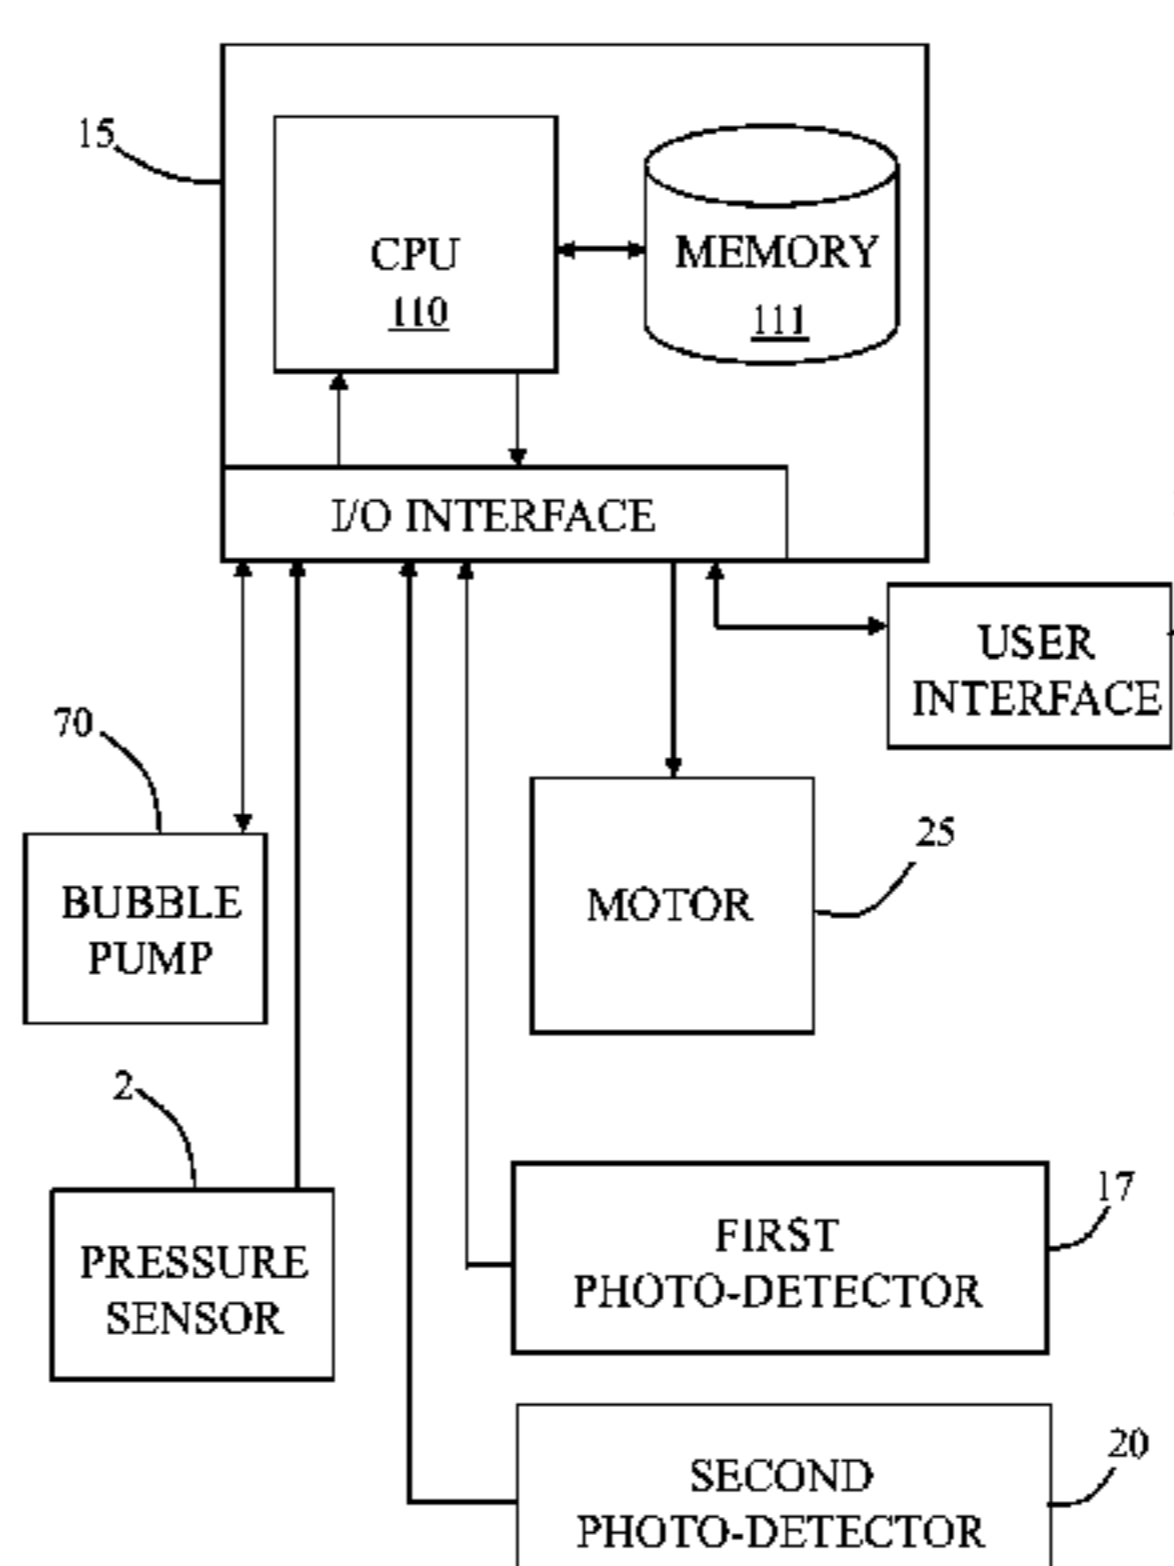 15
CPU
110
MEMORY
111
I/O INTERFACE
USER
INTERFACE
70
BUBBLE
PUMP
25
MOTOR
2
PRESSURE
SENSOR
17
FIRST
PHOTO-DETECTOR
20
SECOND
PHOTO-DETECTOR